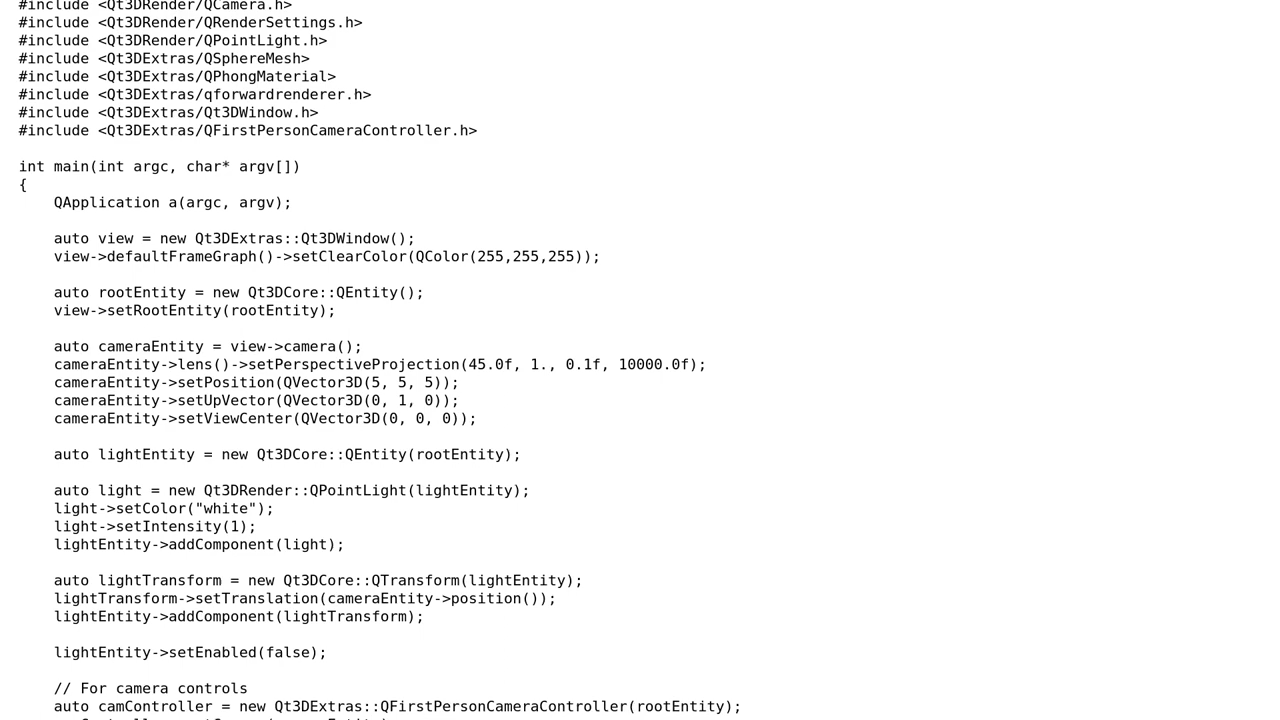 #include <Qt3DRender/QCamera.h>
#include <Qt3DRender/QRenderSettings.h>
#include <Qt3DRender/QPointLight.h>
#include <Qt3DExtras/QSphereMesh>
#include <Qt3DExtras/QPhongMaterial>
#include <Qt3DExtras/qforwardrenderer.h>
#include <Qt3DExtras/Qt3DWindow.h>
#include <Qt3DExtras/QFirstPersonCameraController.h>

int main(int argc, char* argv[])
{
    QApplication a(argc, argv);

    auto view = new Qt3DExtras::Qt3DWindow();
    view->defaultFrameGraph()->setClearColor(QColor(255,255,255));

    auto rootEntity = new Qt3DCore::QEntity();
    view->setRootEntity(rootEntity);

    auto cameraEntity = view->camera();
    cameraEntity->lens()->setPerspectiveProjection(45.0f, 1., 0.1f, 10000.0f);
    cameraEntity->setPosition(QVector3D(5, 5, 5));
    cameraEntity->setUpVector(QVector3D(0, 1, 0));
    cameraEntity->setViewCenter(QVector3D(0, 0, 0));

    auto lightEntity = new Qt3DCore::QEntity(rootEntity);

    auto light = new Qt3DRender::QPointLight(lightEntity);
    light->setColor("white");
    light->setIntensity(1);
    lightEntity->addComponent(light);

    auto lightTransform = new Qt3DCore::QTransform(lightEntity);
    lightTransform->setTranslation(cameraEntity->position());
    lightEntity->addComponent(lightTransform);

    lightEntity->setEnabled(false);

    // For camera controls
    auto camController = new Qt3DExtras::QFirstPersonCameraController(rootEntity);